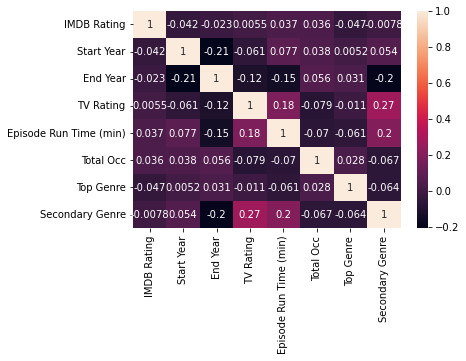 IMDB Rating 1 -0.042 -0.023 0.0055 0.037 0.036 -0.047 -0.0078
Start Year -0.042 1 -0.21 -0.061 0.077 0.038 0.0052 0.054
End Year -0.023 -0.21 1 -0.12 -0.15 0.056 0.031 -0.2
TV Rating 0.0055 -0.061 -0.12 1 0.18 -0.079 -0.011 0.27
Episode Run Time (min) 0.037 0.077 -0.15 0.18 1 -0.07 -0.061 0.2
Total Occ 0.036 0.038 0.056 -0.079 -0.07 1 0.028 -0.067
Top Genre -0.047 0.0052 0.031 -0.011 -0.061 0.028 1 -0.064
Secondary Genre -0.0078 0.054 -0.2 0.27 0.2 -0.067 -0.064 1
IMDB Rating
Start Year
End Year
TV Rating
Episode Run Time (min)
Total Occ
Top Genre
Secondary Genre
1.0
0.8
0.6
0.4
0.2
0.0
-0.2